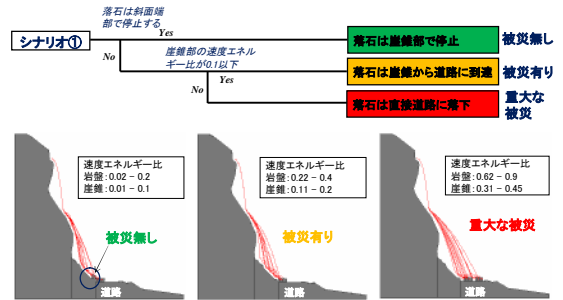 落石は斜面端
部で停止する
Yes
シナリオ①
落石は崖錐部で停止
被災無し
No
崖錐部の速度エネル
ギー比が0.1以下
Yes
落石は崖錐から道路に到達
被災有り
No
落石は直接道路に落下
重大な
被災
速度エネルギー比
岩盤:0.02 - 0.2
崖錐:0.01 - 0.1
被災無し
道路
速度エネルギー比
岩盤:0.22 - 0.4
崖錐:0.11 - 0.2
被災有り
道路
速度エネルギー比
岩盤:0.62 - 0.9
崖錐:0.31 - 0.45
重大な被災
道路